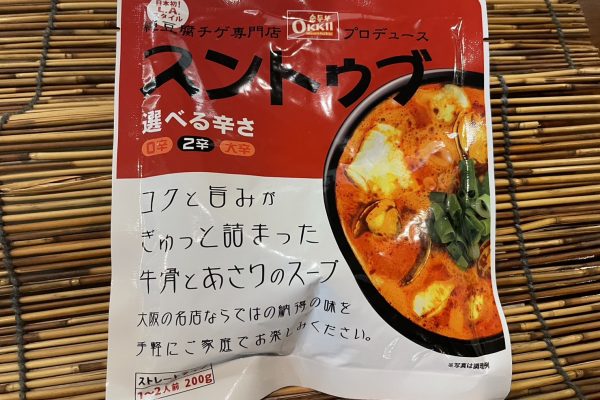 日本初!
L.A.
スタイル
純豆腐チゲ専門店
순두부
OKKII
プロデュース
スントゥブ
選べる辛さ
0辛 2辛 大辛
コクと旨みが
ぎゅっと詰まった
牛骨とあさりのスープ
大阪の名店ならではの納得の味を
手軽にご家庭でお楽しみください。
ストレート
1〜2人前 200g
※写真は調理例